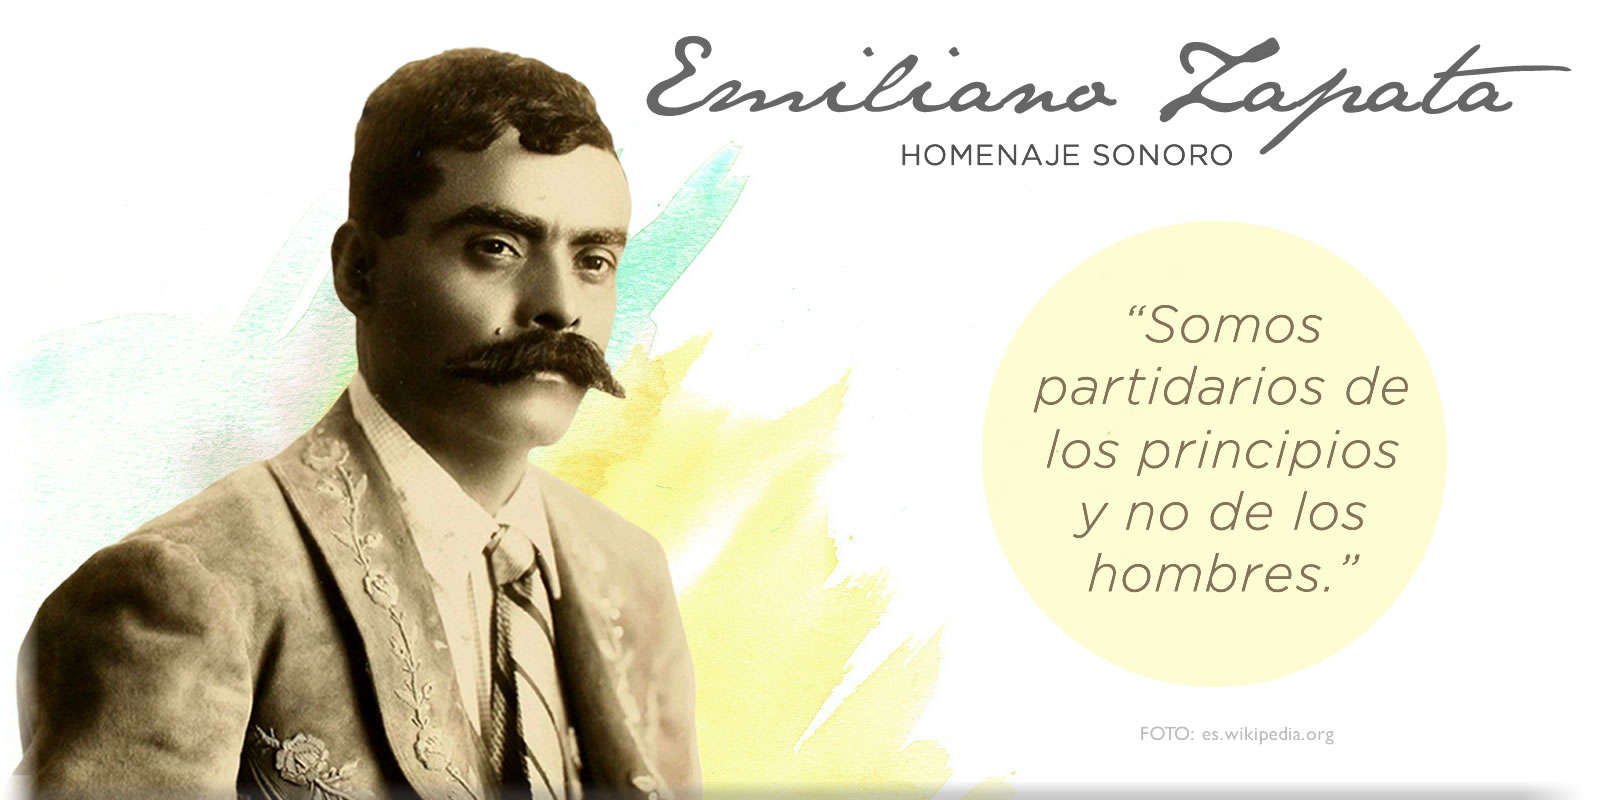 Emiliano Zapata
HOMENAJE SONORO
“Somos
partidarios de
los principios
y no de los
hombres.”
FOTO: es.wikipedia.org